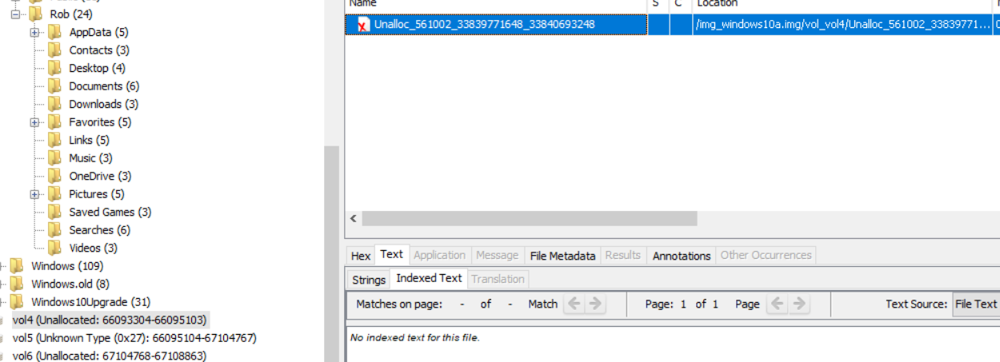 Rob (24)
AppData (5)
Contacts (3)
Desktop (4)
Documents (6)
Downloads (3)
Favorites (5)
Links (5)
Music (3)
OneDrive (3)
Pictures (5)
Saved Games (3)
Searches (6)
Videos (3)
Windows (109)
Windows.old (8)
Windows10Upgrade (31)
vol4 (Unallocated: 66093304-66095103)
vol5 (Unknown Type (0x27): 66095104-67104767)
vol6 (Unallocated: 67104768-67108863)
Name S C Location
Unalloc_561002_33839771648_33840693248 /img_windows10a.img/vol_vol4/Unalloc_561002_33839771...
Hex Text Application Message File Metadata Results Annotations Other Occurrences
Strings Indexed Text Translation
Matches on page: - of - Match Page: 1 of 1 Page Text Source: File Text
No indexed text for this file.